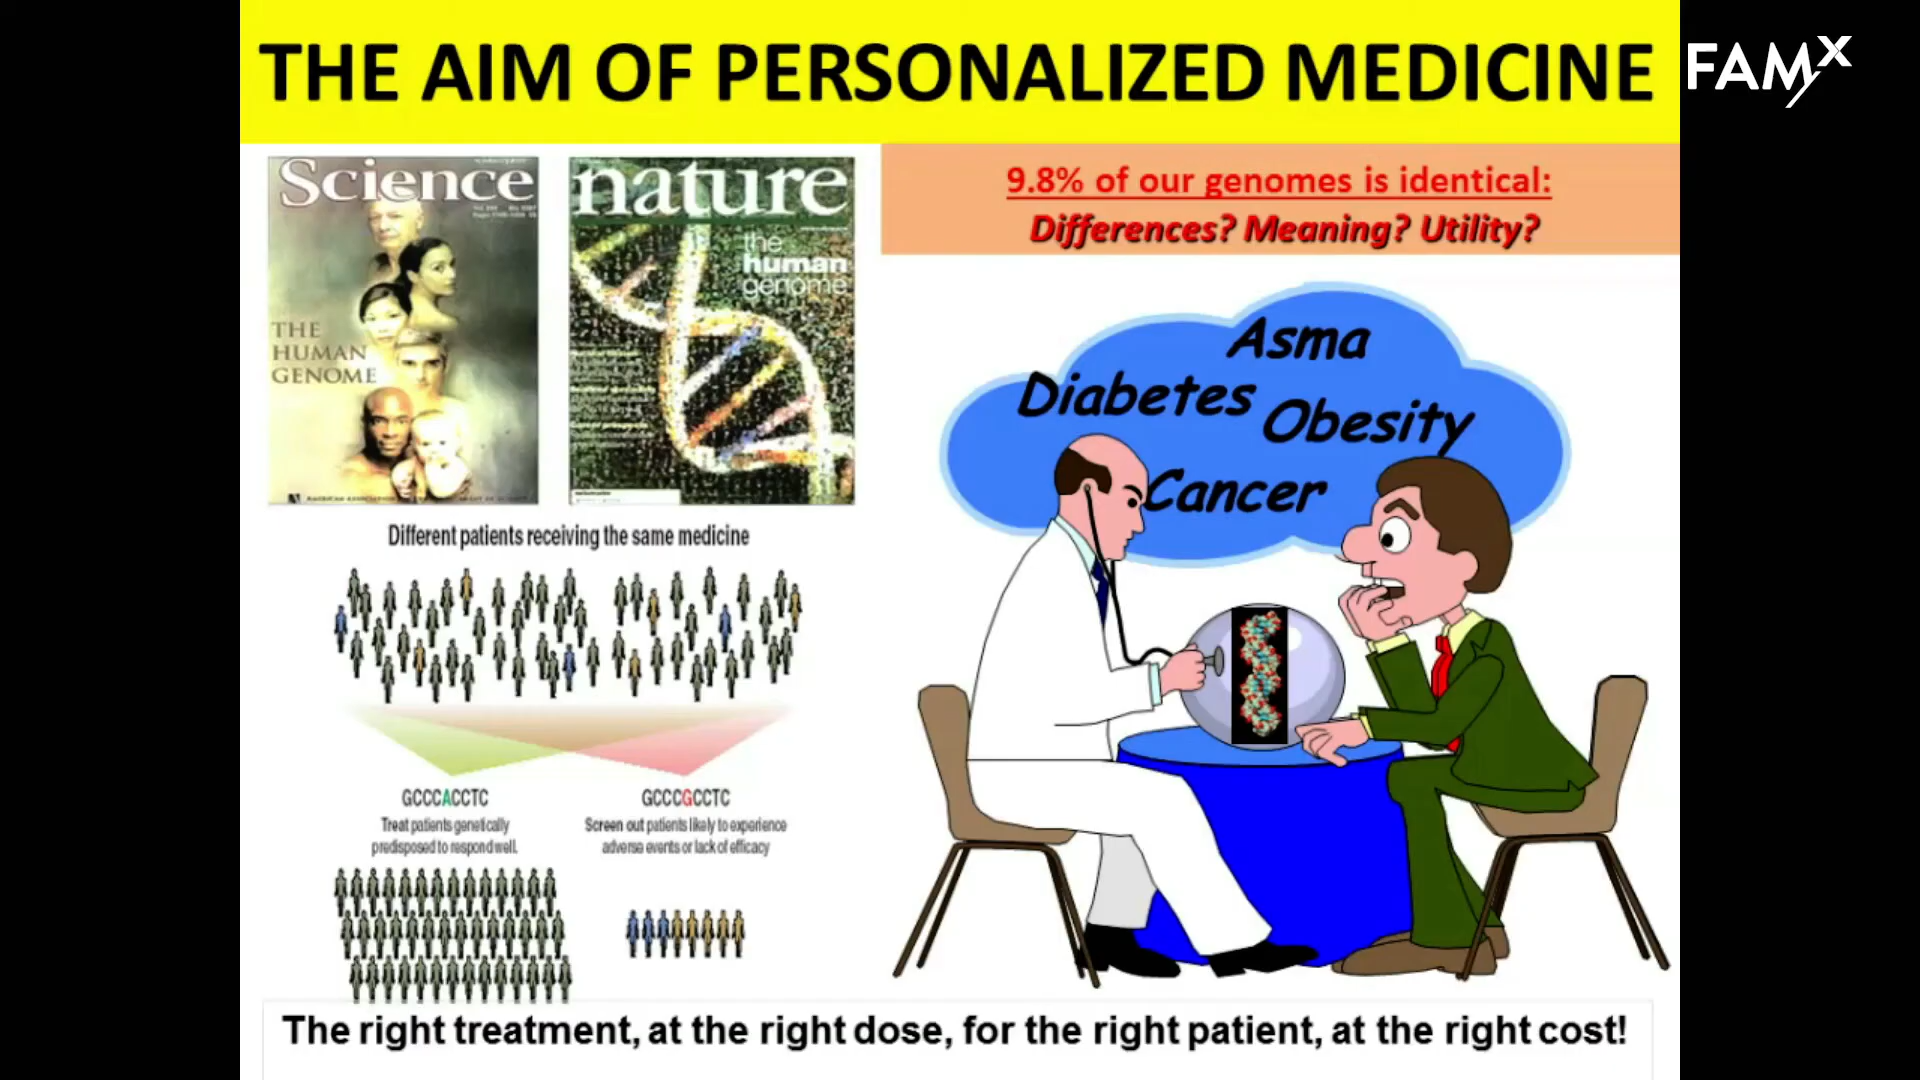 THE AIM OF PERSONALIZED MEDICINE
FAMX
Science
THE
HUMAN
GENOME
nature
the
human
genome
9.8% of our genomes is identical:
Differences? Meaning? Utility?
Asma
Diabetes
Obesity
Cancer
Different patients receiving the same medicine
GCCCACCTC
Treat patients genetically
predisposed to respond well.
GCCCGCCTC
Screen out patients likely to experience
adverse events or lack of efficacy
The right treatment, at the right dose, for the right patient, at the right cost!